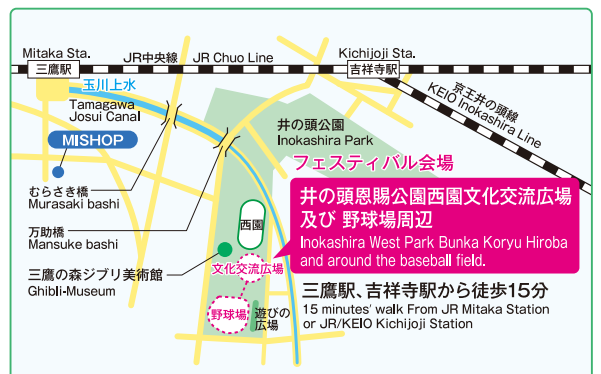 Mitaka Sta.
三鷹駅
JR中央線
JR Chuo Line
Kichijoji Sta.
吉祥寺駅
京王井の頭線
KEIO Inokashira Line
玉川上水
Tamagawa
Josui Canal
MISHOP
井の頭公園
Inokashira Park
フェスティバル会場
井の頭恩賜公園西園文化交流広場
及び 野球場周辺
Inokashira West Park Bunka Koryu Hiroba
and around the baseball field.
むらさき橋
Murasaki bashi
万助橋
Mansuke bashi
西園
三鷹の森ジブリ美術館
Ghibli-Museum
文化交流広場
野球場
遊びの
広場
三鷹駅、吉祥寺駅から徒歩15分
15 minutes' walk From JR Mitaka Station
or JR/KEIO Kichijoji Station